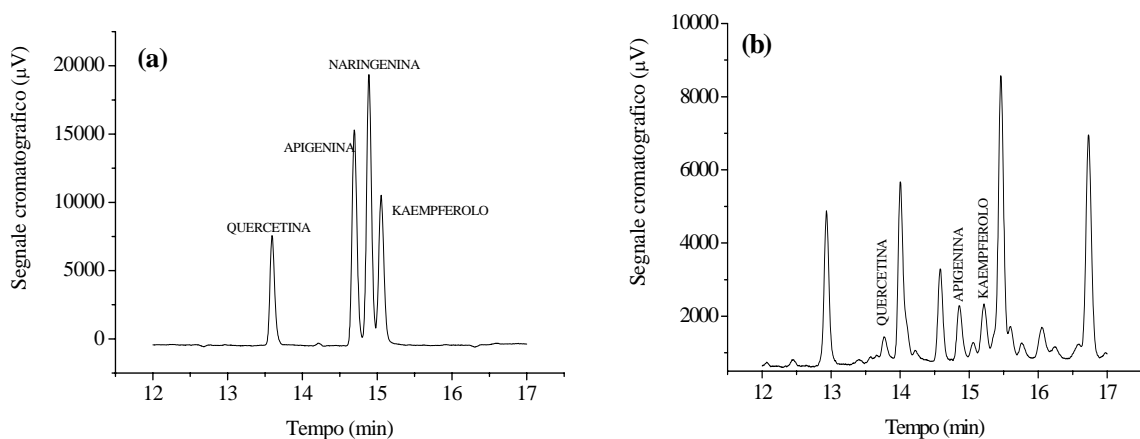 (a)
Segnale cromatografico (µV)
20000
15000
10000
5000
0
NARINGENINA
APIGENINA
KAEMPFEROLO
QUERCETINA
12 13 14 15 16 17
Tempo (min)
(b)
Segnale cromatografico (µV)
10000
8000
6000
4000
2000
QUERCETINA
APIGENINA
KAEMPFEROLO
12 13 14 15 16 17
Tempo (min)